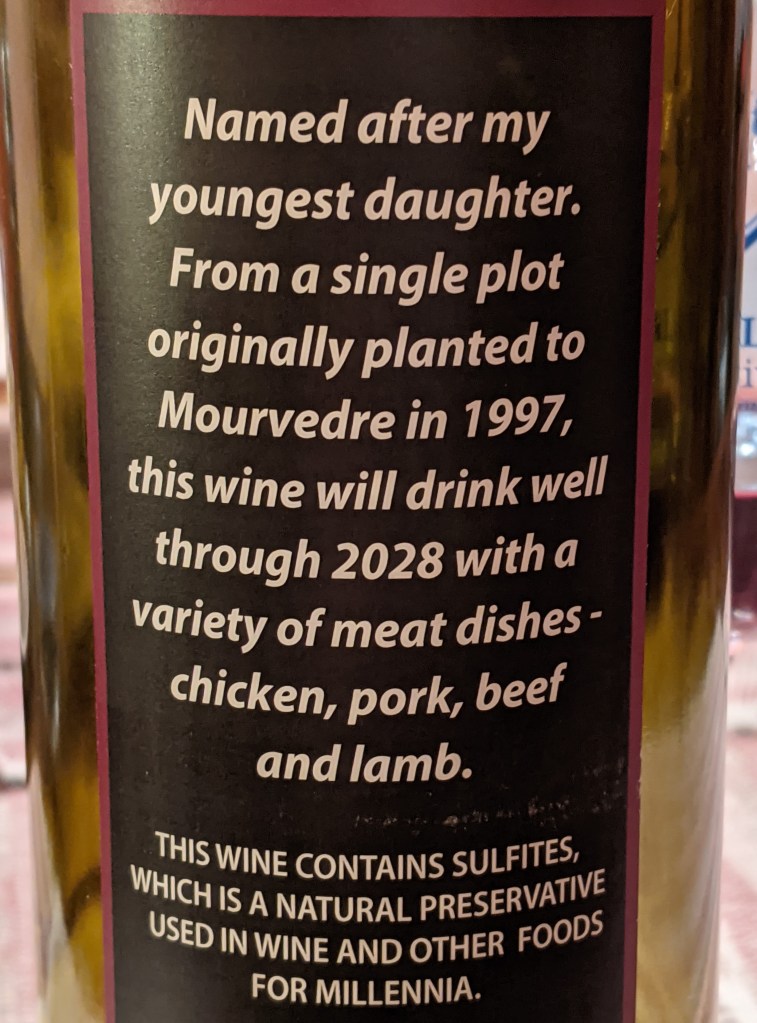 Named after my
youngest daughter.
From a single plot
originally planted to
Mourvedre in 1997,
this wine will drink well
through 2028 with a
variety of meat dishes -
chicken, pork, beef
and lamb.
THIS WINE CONTAINS SULFITES,
WHICH IS A NATURAL PRESERVATIVE
USED IN WINE AND OTHER FOODS
FOR MILLENNIA.